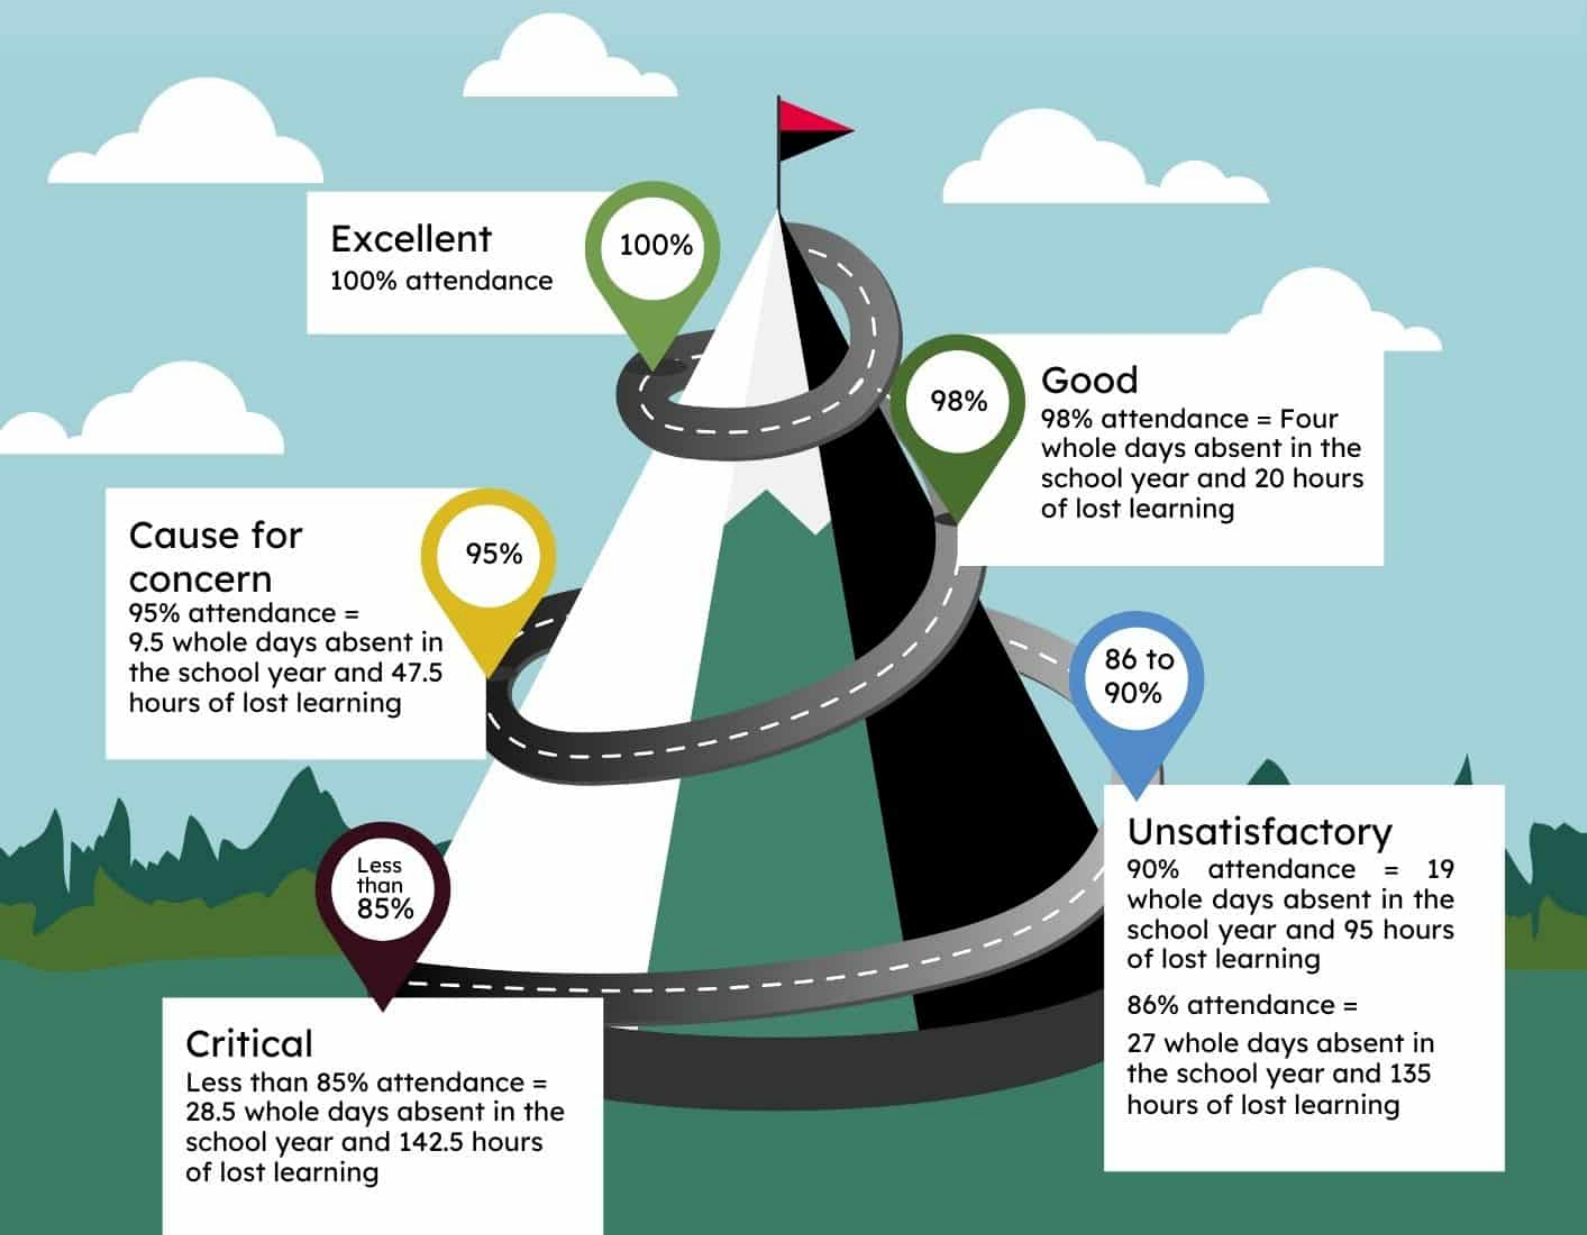 Excellent
100% attendance
100%
98%
Good
98% attendance = Four
whole days absent in the
school year and 20 hours
of lost learning
Cause for
concern
95% attendance =
9.5 whole days absent in
the school year and 47.5
hours of lost learning
95%
86 to
90%
Unsatisfactory
90% attendance = 19
whole days absent in the
school year and 95 hours
of lost learning
86% attendance =
27 whole days absent in
the school year and 135
hours of lost learning
Less
than
85%
Critical
Less than 85% attendance =
28.5 whole days absent in the
school year and 142.5 hours
of lost learning